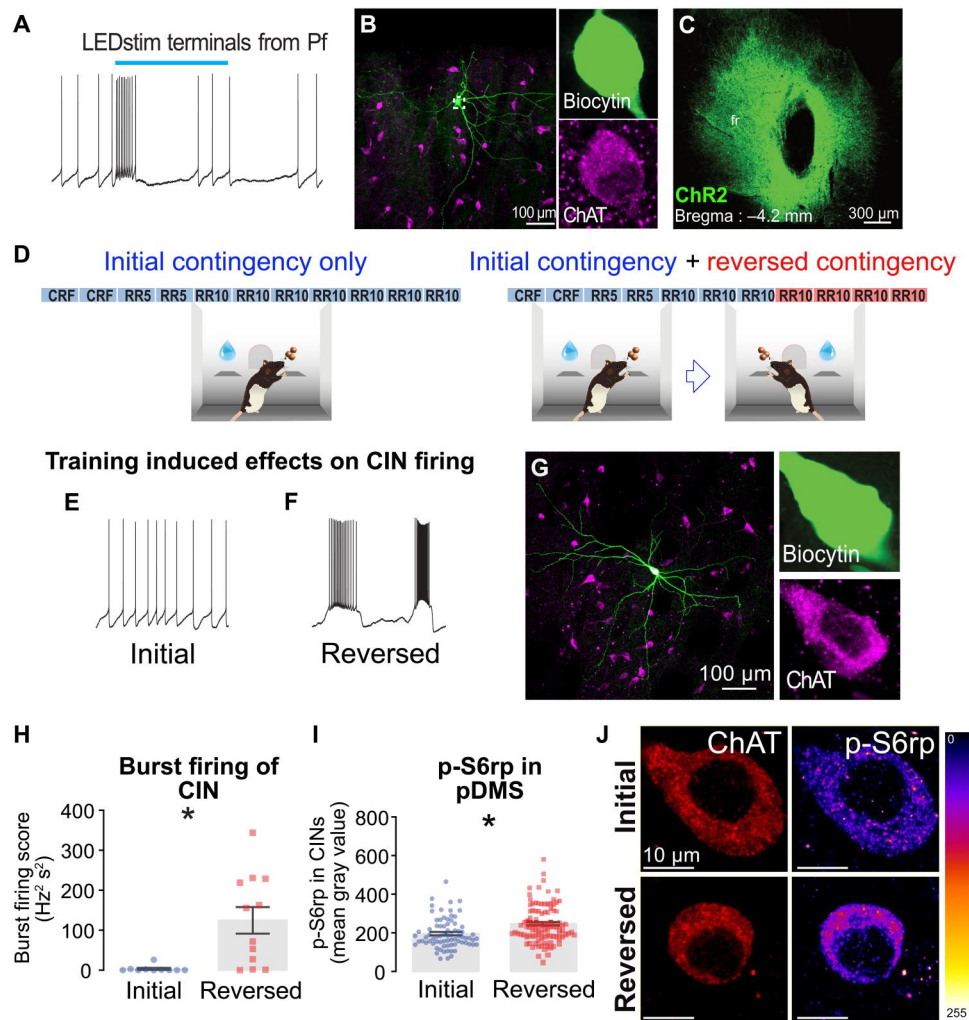 A
LEDstim terminals from Pf
B
Biocytin
ChAT
100 µm
C
fr
ChR2
Bregma : –4.2 mm
300 µm
D
Initial contingency only
CRF CRF RR5 RR5 RR10 RR10 RR10 RR10 RR10 RR10 RR10
Initial contingency + reversed contingency
CRF CRF RR5 RR5 RR10 RR10 RR10 RR10 RR10 RR10 RR10
Training induced effects on CIN firing
E
Initial
F
Reversed
G
100 µm
Biocytin
ChAT
H
Burst firing of
CIN
*
Burst firing score
(Hz² s²)
400
300
200
100
0
Initial
Reversed
I
p-S6rp in
pDMS
*
p-S6rp in CINs
(mean gray value)
800
600
400
200
0
Initial
Reversed
J
ChAT
p-S6rp
Initial
10 µm
Reversed
0
255